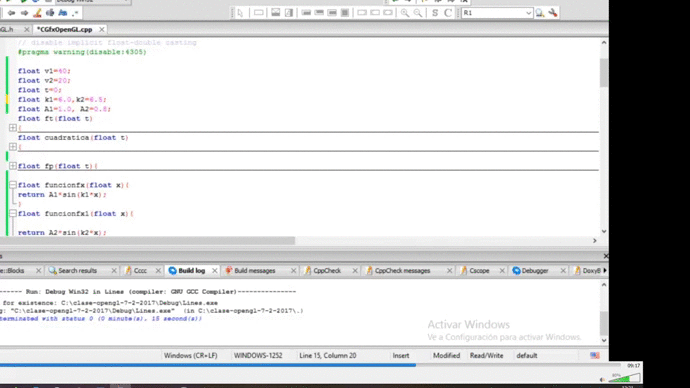 R1
GL.h
*CGfxOpenGL.cpp
// disable implicit float-double casting
#pragma warning(disable:4305)
float v1=40;
float v2=20;
float t=0;
float k1=6.0,k2=6.5;
float A1=1.0, A2=0.8;
float ft(float t)
{
float cuadratica(float t)
{
float fp(float t){
float funcionfx(float x){
return A1*sin(k1*x);
}
float funcionfx1(float x){
return A2*sin(k2*x);
e::Blocks
Search results
Cccc
Build log
Build messages
CppCheck
CppCheck messages
Cscope
Debugger
DoxyB
------ Run: Debug Win32 in Lines (compiler: GNU GCC Compiler)---------------
for existence: C:\clase-opengl-7-2-2017\Debug\Lines.exe
g: "C:\clase-opengl-7-2-2017\Debug\Lines.exe" (in C:\clase-opengl-7-2-2017\.)
terminated with status 0 (0 minute(s), 15 second(s))
Activar Windows
Ve a Configuración para activar Windows.
Windows (CR+LF)
WINDOWS-1252
Line 15, Column 20
Insert
Modified
Read/Write
default
09:17